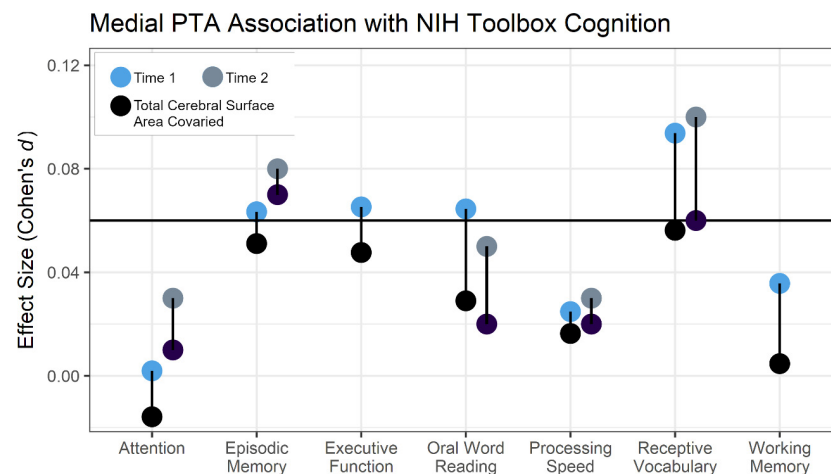 Medial PTA Association with NIH Toolbox Cognition
Time 1
Time 2
Total Cerebral Surface
Area Covaried
Effect Size (Cohen's d)
0.12
0.08
0.04
0.00
Attention
Episodic
Memory
Executive
Function
Oral Word
Reading
Processing
Speed
Receptive
Vocabulary
Working
Memory